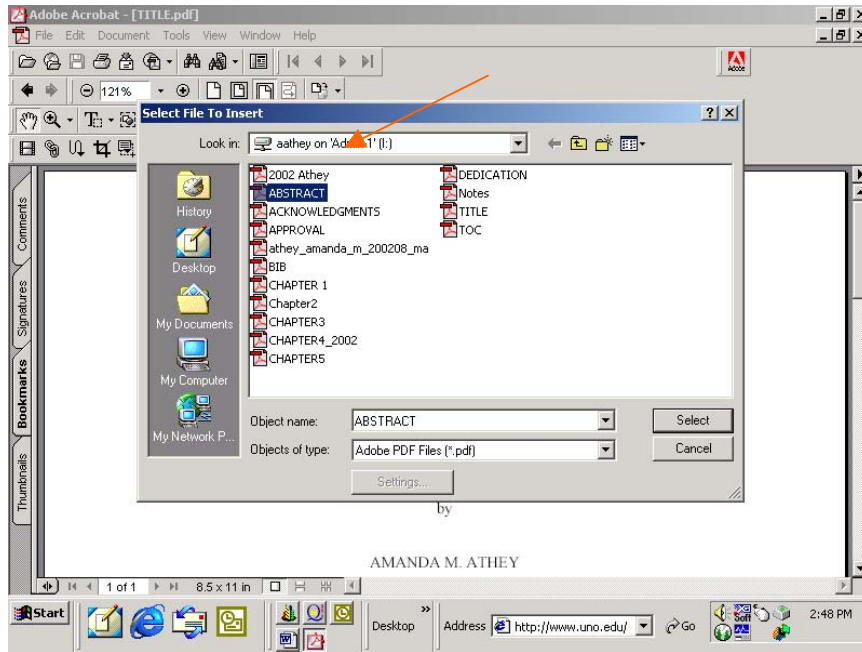 Adobe Acrobat - [TITLE.pdf]
File Edit Document Tools View Window Help
Adobe
121%
Select File To Insert
Look in:
History
Desktop
My Documents
My Computer
My Network P...
2002 Athey
ABSTRACT
ACKNOWLEDGMENTS
APPROVAL
athey_amanda_m_200208_ma
BIB
CHAPTER 1
Chapter2
CHAPTER3
CHAPTER4_2002
CHAPTER5
DEDICATION
Notes
TITLE
TOC
Object name: ABSTRACT Select
Objects of type: Adobe PDF Files (*.pdf) Cancel
Settings...
Comments
Signatures
Bookmarks
Thumbnails
by
AMANDA M. ATHEY
1 of 1 8.5 x 11 in
Start Desktop Address http://www.uno.edu/ Go 2:48 PM